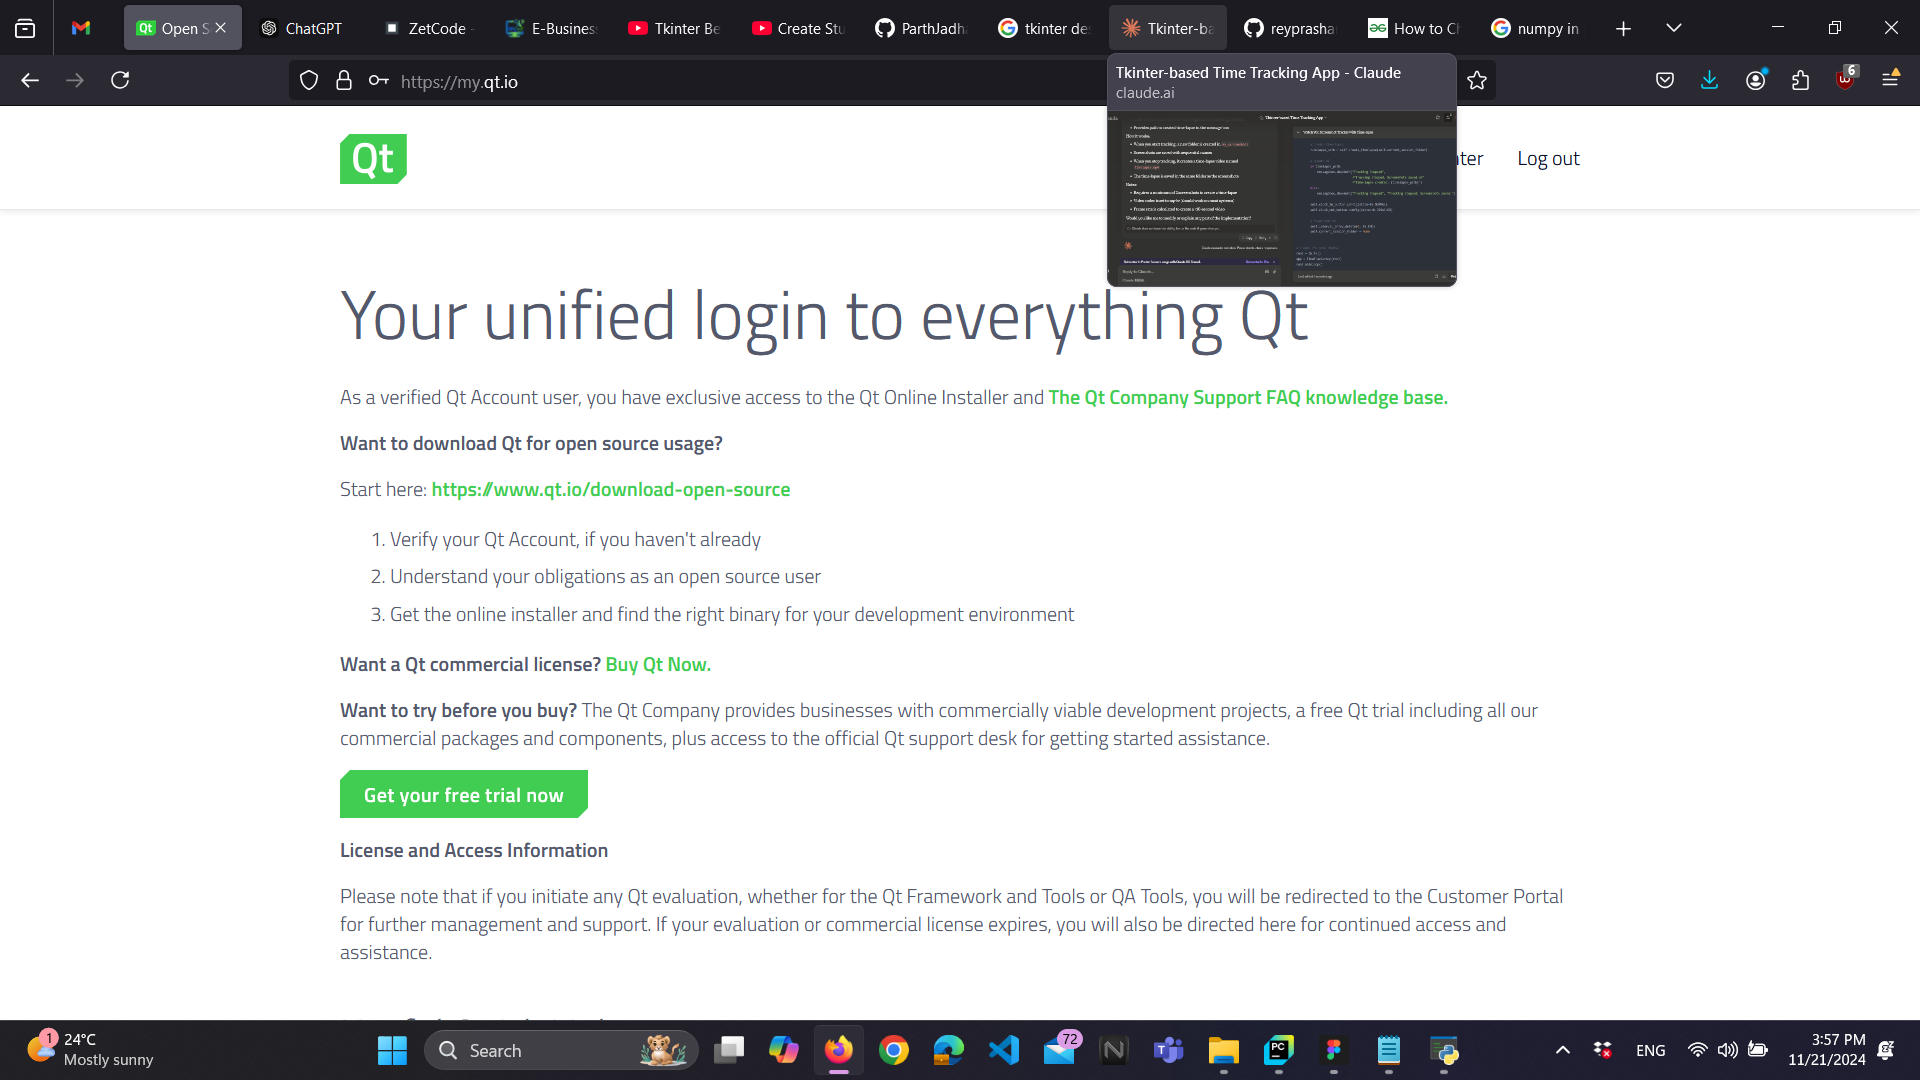 Open S
ChatGPT
ZetCode -
E-Business
Tkinter Be
Create Stu
ParthJadha
tkinter de
Tkinter-ba
reyprashan
How to Ch
numpy in
https://my.qt.io
6
Tkinter-based Time Tracking App - Claude
claude.ai
Qt
nter
Log out
Your unified login to everything Qt
As a verified Qt Account user, you have exclusive access to the Qt Online Installer and The Qt Company Support FAQ knowledge base.
Want to download Qt for open source usage?
Start here: https://www.qt.io/download-open-source
1. Verify your Qt Account, if you haven't already
2. Understand your obligations as an open source user
3. Get the online installer and find the right binary for your development environment
Want a Qt commercial license? Buy Qt Now.
Want to try before you buy? The Qt Company provides businesses with commercially viable development projects, a free Qt trial including all our
commercial packages and components, plus access to the official Qt support desk for getting started assistance.
Get your free trial now
License and Access Information
Please note that if you initiate any Qt evaluation, whether for the Qt Framework and Tools or QA Tools, you will be redirected to the Customer Portal
for further management and support. If your evaluation or commercial license expires, you will also be directed here for continued access and
assistance.
1
24°C
Mostly sunny
Search
72
ENG
3:57 PM
11/21/2024